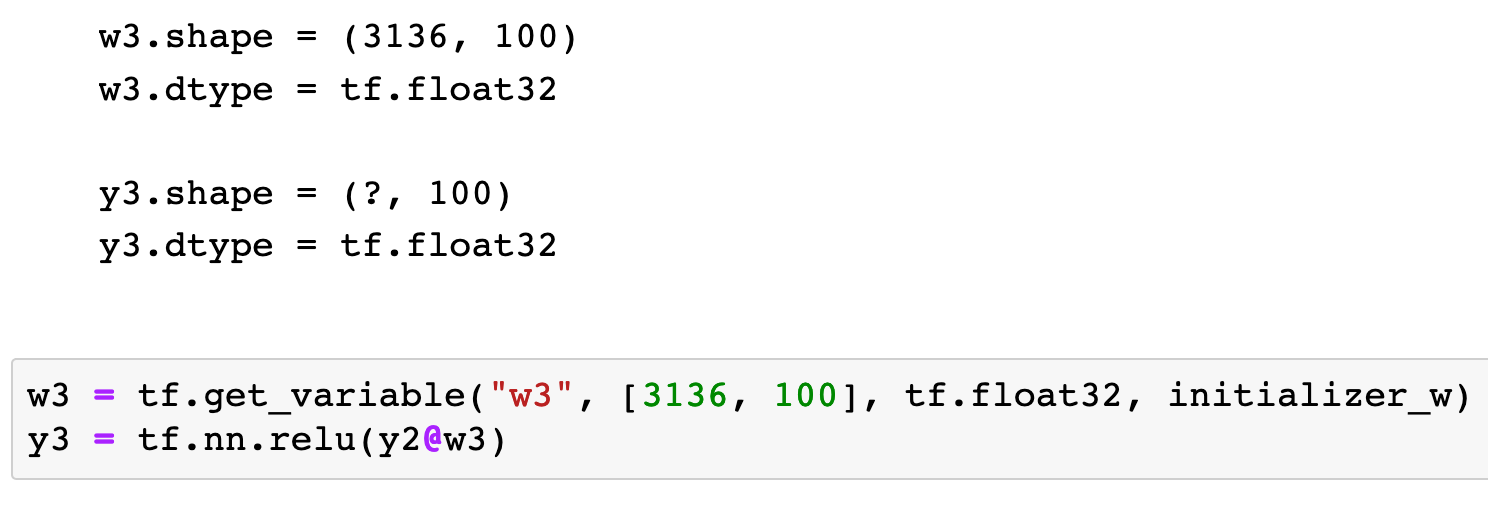 w3.shape = (3136, 100)
w3.dtype = tf.float32
y3.shape = (?, 100)
y3.dtype = tf.float32
w3 = tf.get_variable("w3", [3136, 100], tf.float32, initializer_w)
y3 = tf.nn.relu(y2@w3)